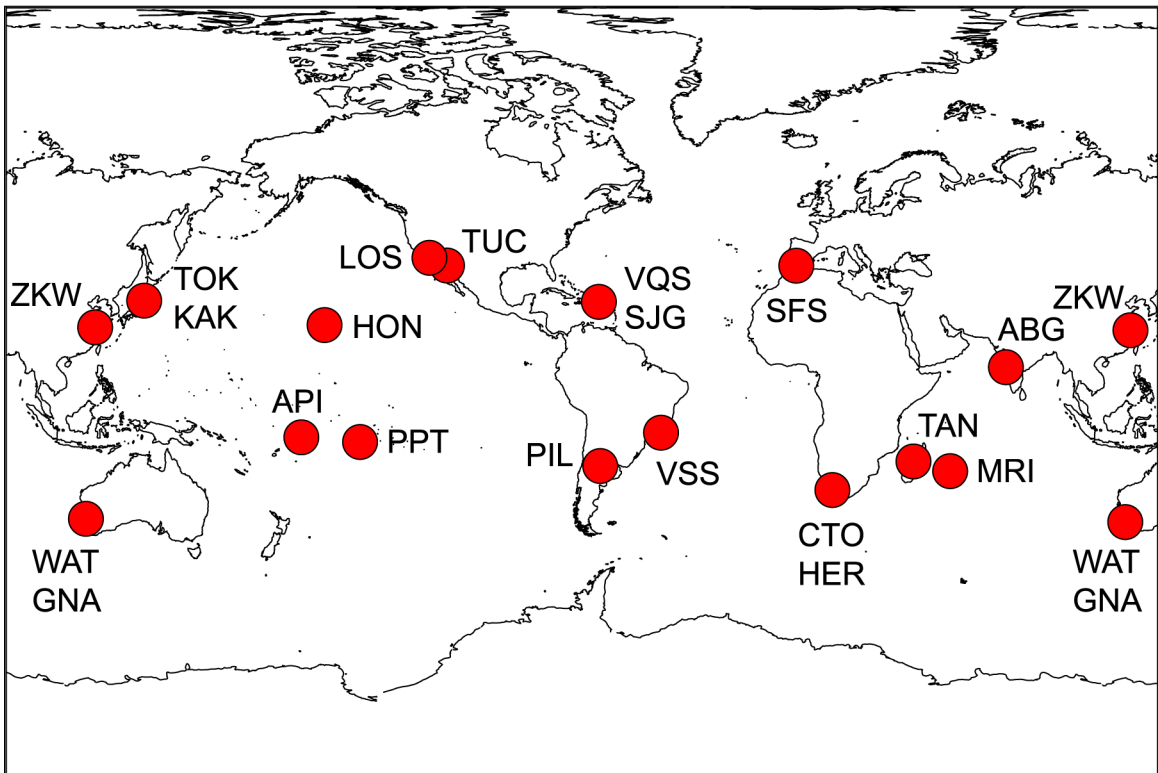 TUC
LOS
VQS
SJG
TOK
KAK
ZKW
ZKW
SFS
HON
ABG
API
PPT
TAN
PIL
VSS
MRI
CTO
HER
WAT
GNA
WAT
GNA